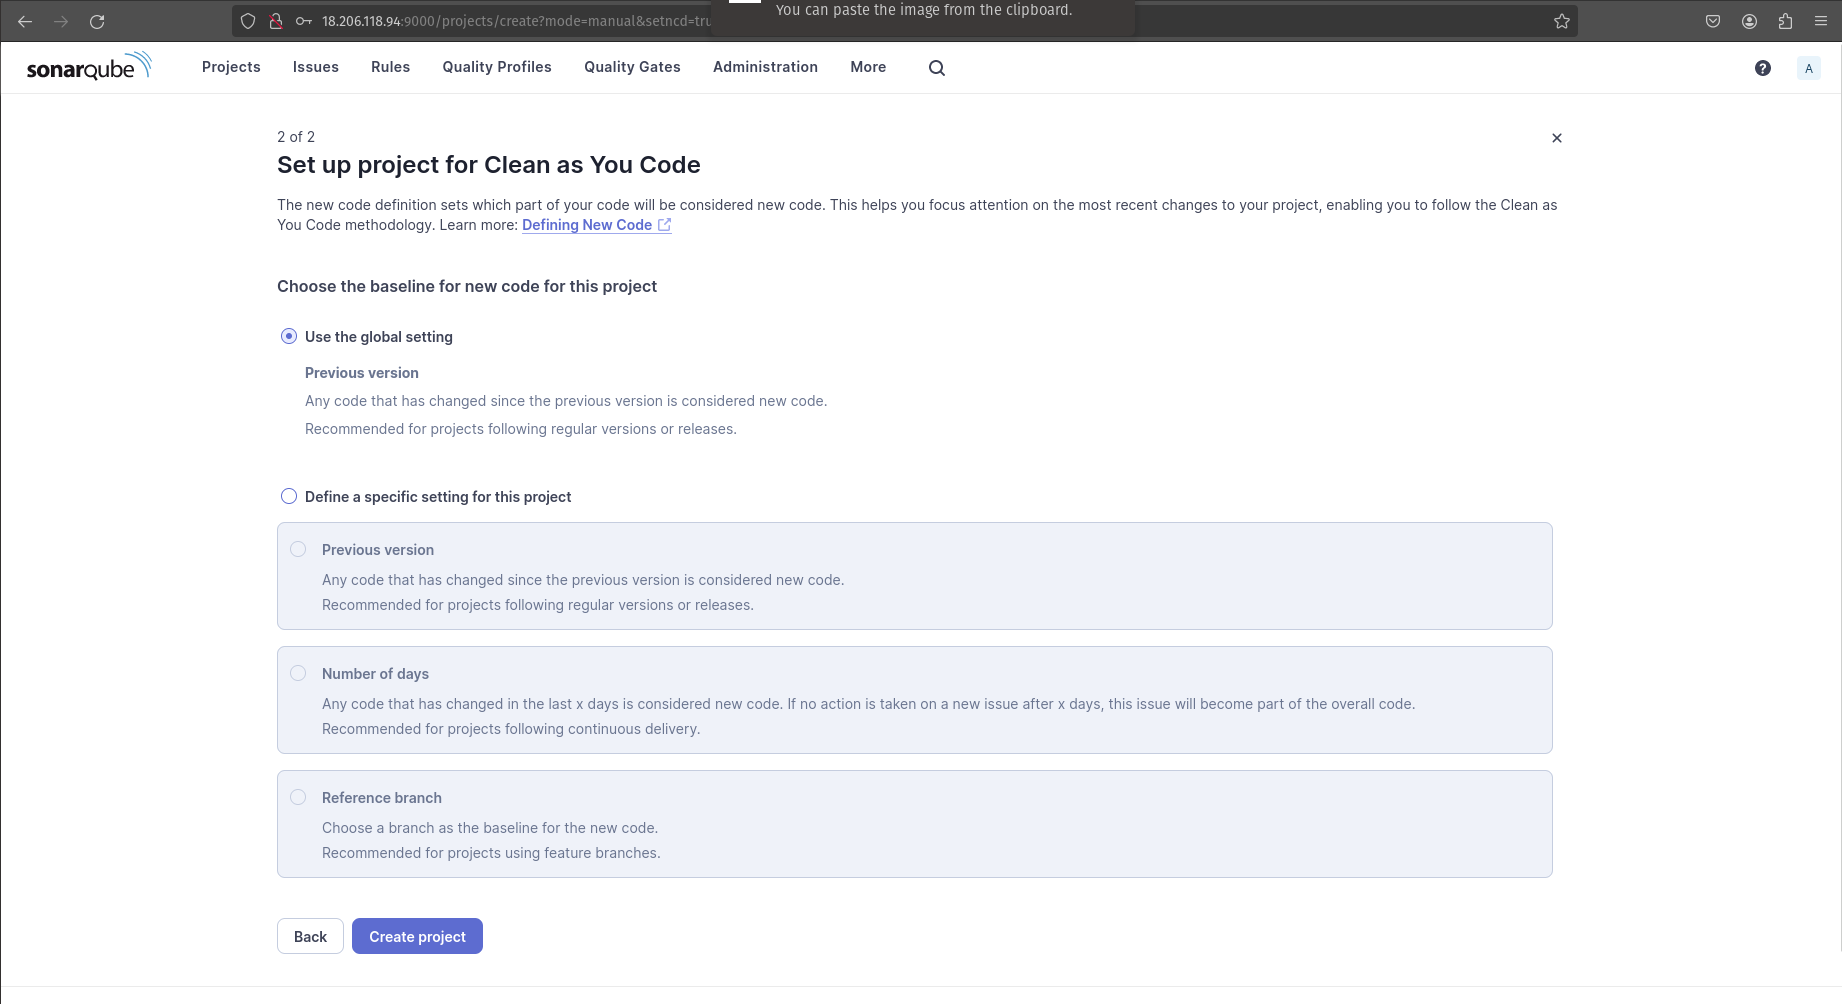 You can paste the image from the clipboard.
18.206.118.94:9000/projects/create?mode=manual&setncd=tru
sonarqube
Projects Issues Rules Quality Profiles Quality Gates Administration More
?
A
2 of 2
Set up project for Clean as You Code
The new code definition sets which part of your code will be considered new code. This helps you focus attention on the most recent changes to your project, enabling you to follow the Clean as
You Code methodology. Learn more: Defining New Code
Choose the baseline for new code for this project
Use the global setting
Previous version
Any code that has changed since the previous version is considered new code.
Recommended for projects following regular versions or releases.
Define a specific setting for this project
Previous version
Any code that has changed since the previous version is considered new code.
Recommended for projects following regular versions or releases.
Number of days
Any code that has changed in the last x days is considered new code. If no action is taken on a new issue after x days, this issue will become part of the overall code.
Recommended for projects following continuous delivery.
Reference branch
Choose a branch as the baseline for the new code.
Recommended for projects using feature branches.
Back Create project